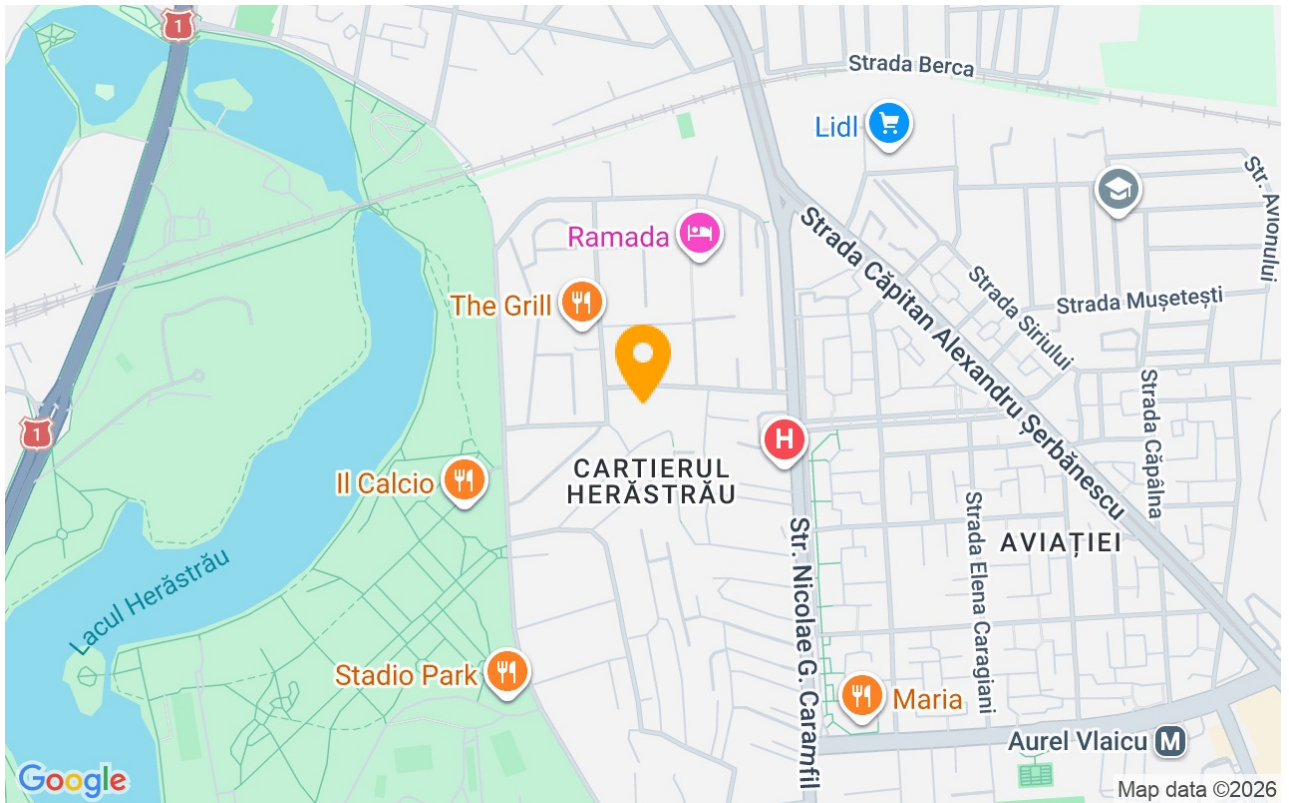 1
Strada Berca
Lidl
Str. Avionului
Ramada
Strada Căpitan Alexandru Șerbănescu
Strada Siriului
Strada Mușetești
The Grill
Strada Căpâlna
1
H
Il Calcio
CARTIERUL
HERĂSTRĂU
Strada Elena Caragiani
AVIAȚIEI
Str. Nicolae G. Caramfil
Lacul Herăstrău
Stadio Park
Maria
Aurel Vlaicu M
Google
Map data ©2026